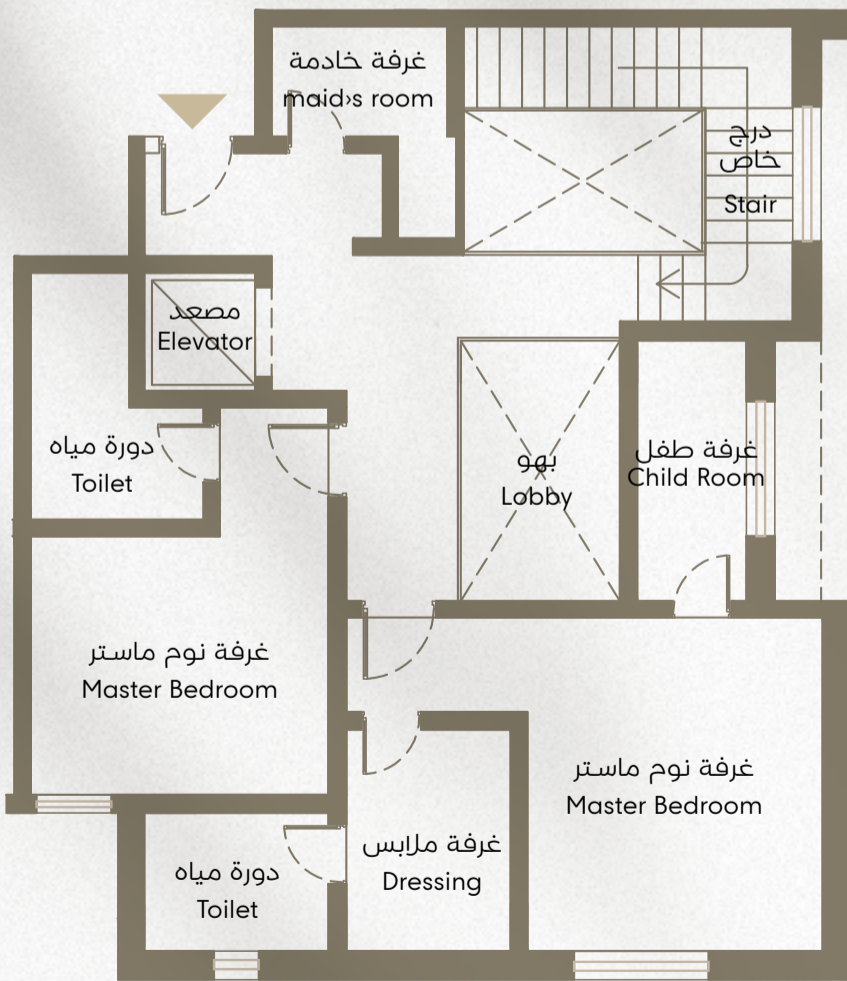 غرفة خادمة
maid›s room
درج
خاص
Stair
مصعد
Elevator
دورة مياه
Toilet
بهو
Lobby
غرفة طفل
Child Room
غرفة نوم ماستر
Master Bedroom
غرفة نوم ماستر
Master Bedroom
غرفة ملابس
Dressing
دورة مياه
Toilet